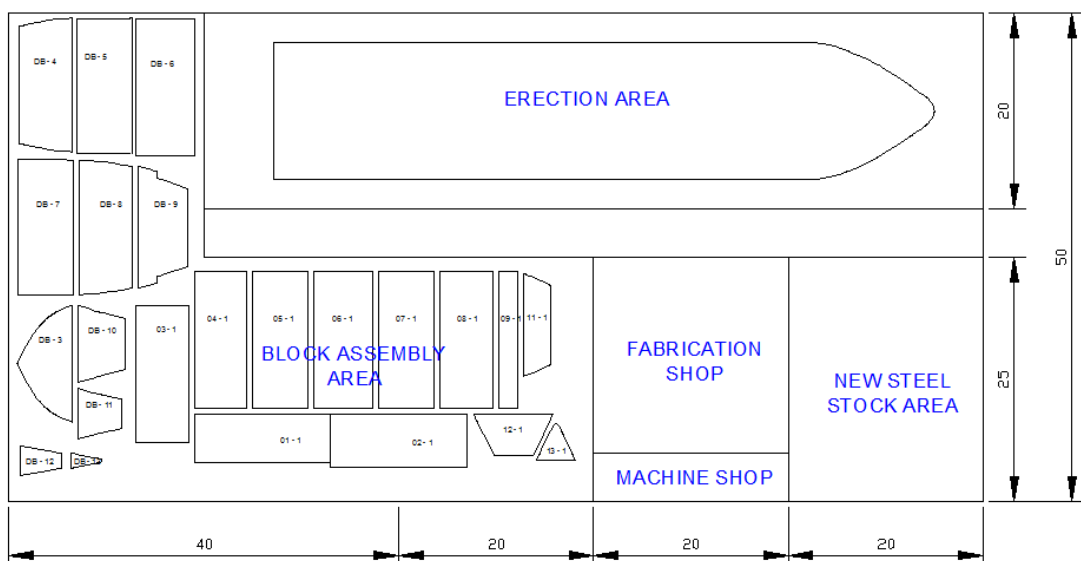 DB - 4
DB - 5
DB - 6
ERECTION AREA
20
DB - 7
DB - 8
DB - 9
50
04 - 1
05 - 1
06 - 1
07 - 1
08 - 1
09 - 1
11 - 1
DB - 3
DB - 10
03 - 1
BLOCK ASSEMBLY
AREA
FABRICATION
SHOP
NEW STEEL
STOCK AREA
25
DB - 11
01 - 1
02 - 1
12 - 1
13 - 1
DB - 12
MACHINE SHOP
40
20
20
20